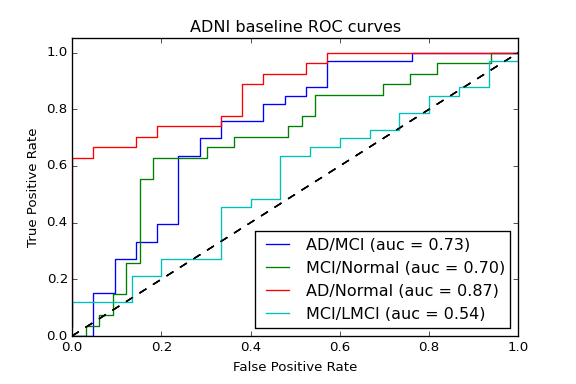 ADNI baseline ROC curves
True Positive Rate
1.0
0.8
0.6
0.4
0.2
0.0
AD/MCI (auc = 0.73)
MCI/Normal (auc = 0.70)
AD/Normal (auc = 0.87)
MCI/LMCI (auc = 0.54)
0.0 0.2 0.4 0.6 0.8 1.0
False Positive Rate